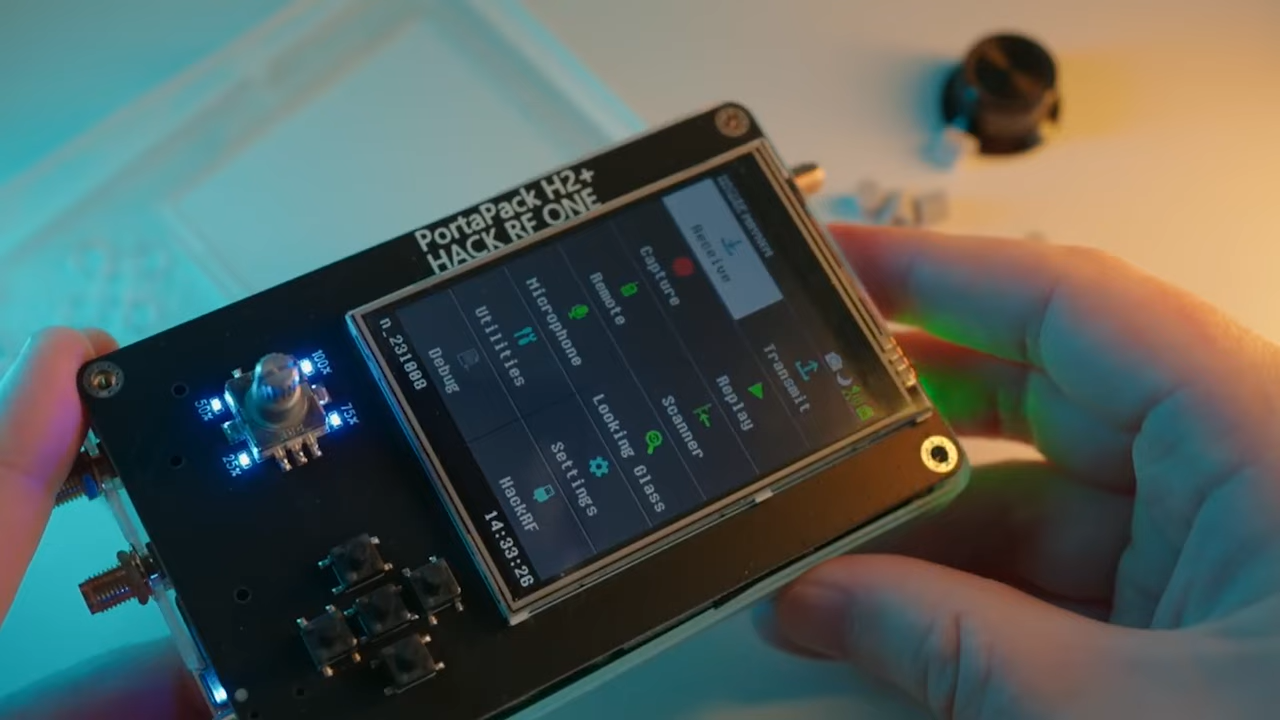 PortaPack H2+
HACK RF ONE
100%
50%
75%
25%
Receive
Transmit
Capture
Replay
Remote
Scanner
Microphone
Looking Glass
Utilities
Settings
Debug
HackRF
n_231008
14:33:26